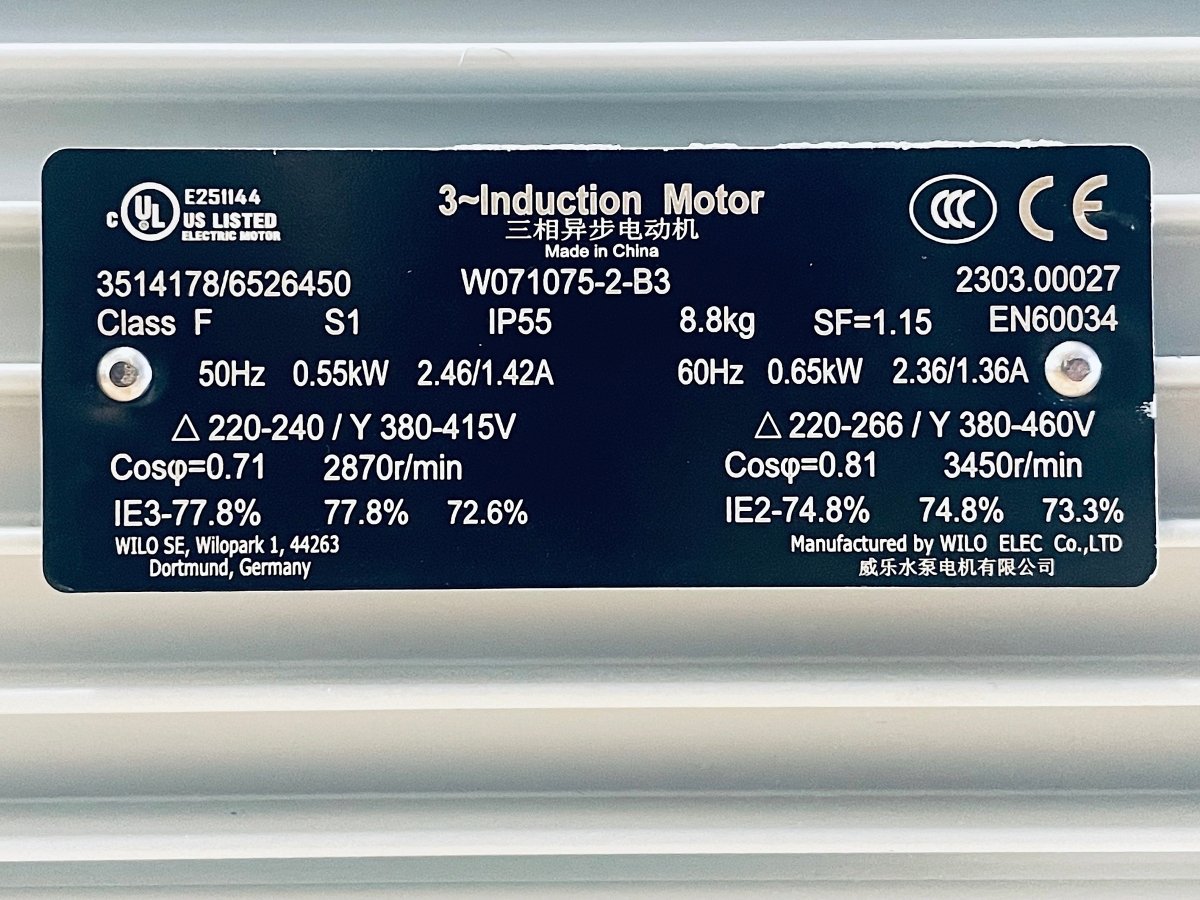 c UL E251144
US LISTED
ELECTRIC MOTOR
3~Induction Motor
三相异步电动机
Made in China
CCC CE
3514178/6526450 W071075-2-B3 2303.00027
Class F S1 IP55 8.8kg SF=1.15 EN60034
50Hz 0.55kW 2.46/1.42A 60Hz 0.65kW 2.36/1.36A
△ 220-240 / Y 380-415V △ 220-266 / Y 380-460V
Cosφ=0.71 2870r/min Cosφ=0.81 3450r/min
IE3-77.8% 77.8% 72.6% IE2-74.8% 74.8% 73.3%
WILO SE, Wilopark 1, 44263 Manufactured by WILO ELEC Co.,LTD
Dortmund, Germany 威乐水泵电机有限公司